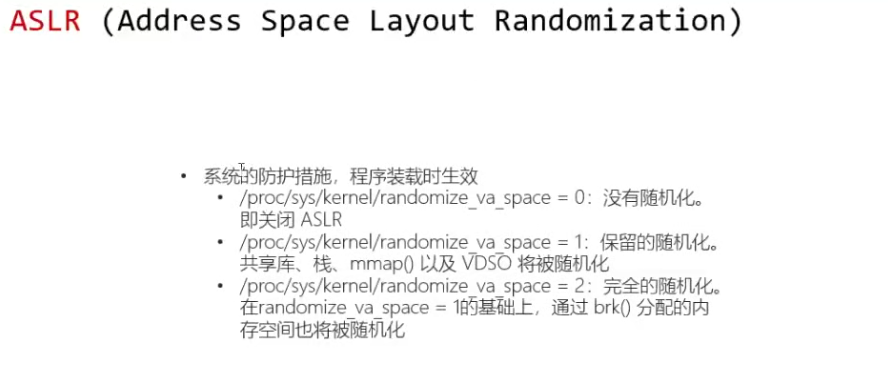 ASLR (Address Space Layout Randomization)
• 系统的防护措施，程序装载时生效
• /proc/sys/kernel/randomize_va_space = 0：没有随机化。
即关闭 ASLR
• /proc/sys/kernel/randomize_va_space = 1：保留的随机化。
共享库、栈、mmap() 以及 VDSO 将被随机化
• /proc/sys/kernel/randomize_va_space = 2：完全的随机化。
在randomize_va_space = 1的基础上，通过 brk() 分配的内
存空间也将被随机化